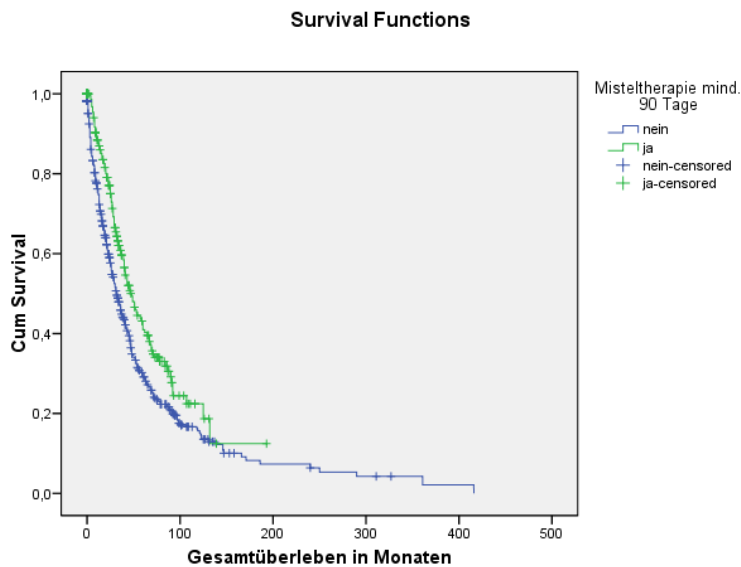 Survival Functions
Misteltherapie mind.
90 Tage
nein
ja
nein-censored
ja-censored
Cum Survival
1,0
0,8
0,6
0,4
0,2
0,0
0 100 200 300 400 500
Gesamtüberleben in Monaten